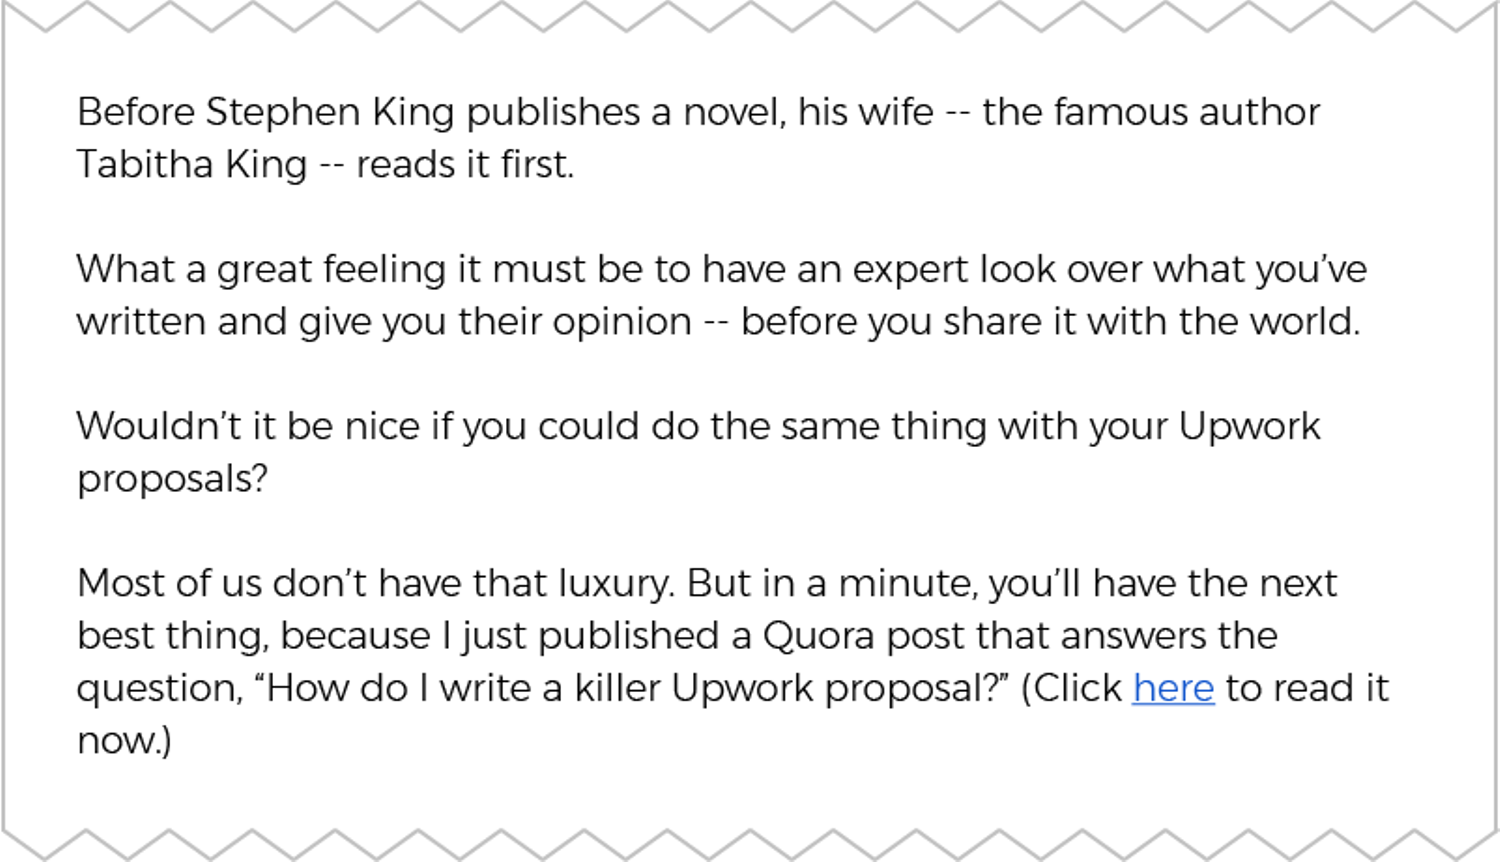 Before Stephen King publishes a novel, his wife -- the famous author
Tabitha King -- reads it first.
What a great feeling it must be to have an expert look over what you’ve
written and give you their opinion -- before you share it with the world.
Wouldn’t it be nice if you could do the same thing with your Upwork
proposals?
Most of us don’t have that luxury. But in a minute, you’ll have the next
best thing, because I just published a Quora post that answers the
question, “How do I write a killer Upwork proposal?” (Click here to read it
now.)